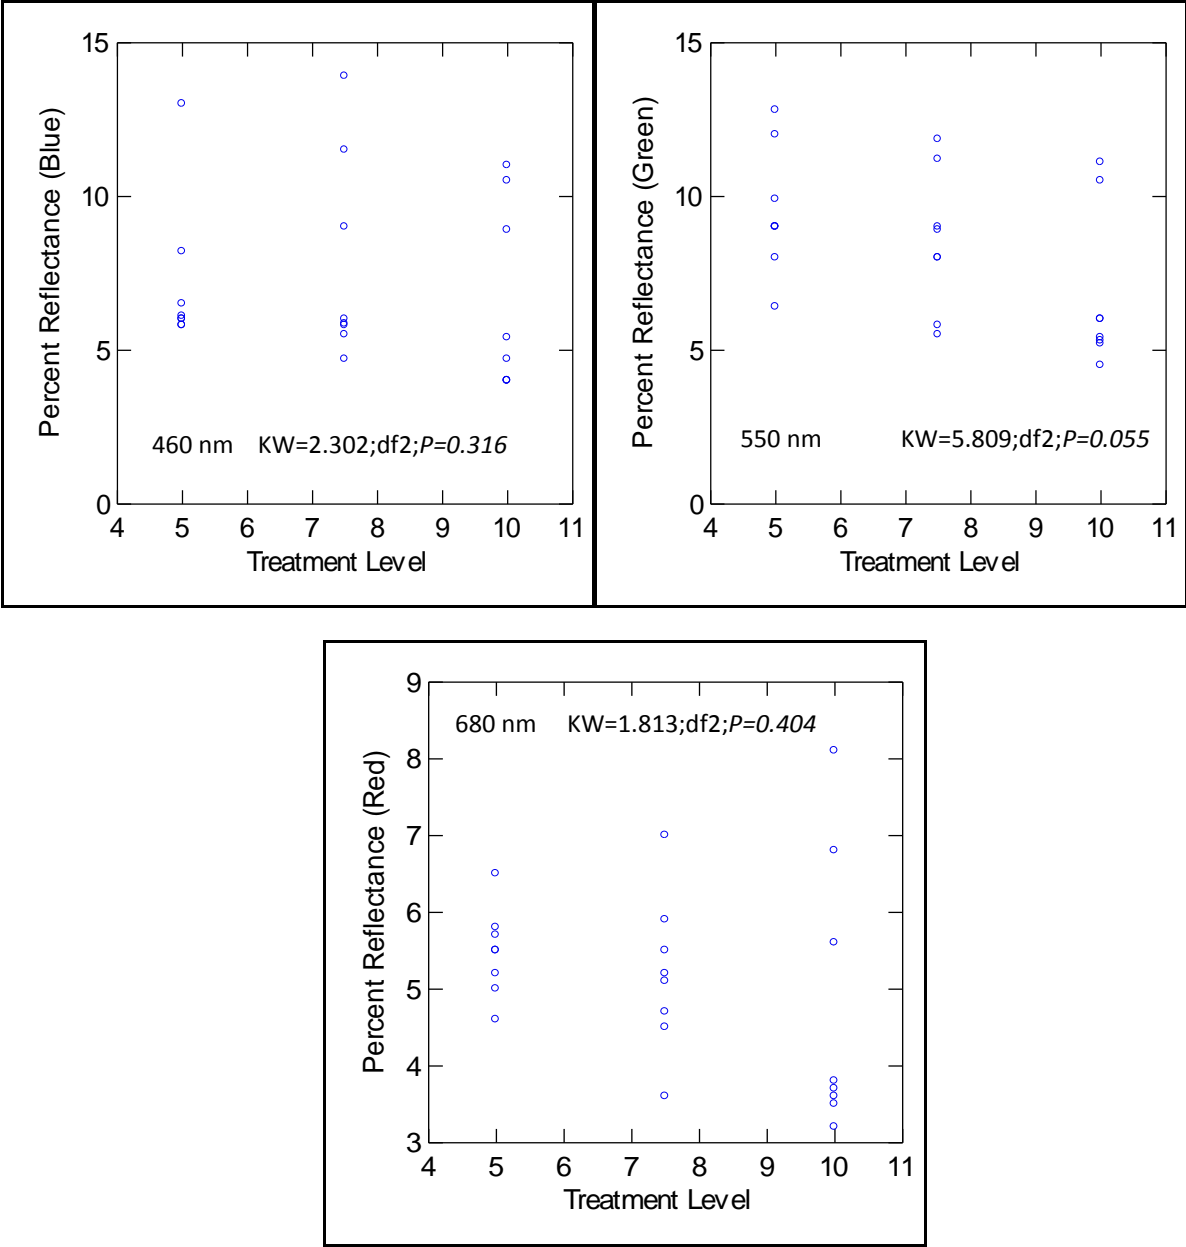 15
10
5
0
Percent Reflectance (Blue)
460 nm KW=2.302;df2;P=0.316
4 5 6 7 8 9 10 11
Treatment Level
15
10
5
0
Percent Reflectance (Green)
550 nm KW=5.809;df2;P=0.055
4 5 6 7 8 9 10 11
Treatment Level
9
8
7
6
5
4
3
Percent Reflectance (Red)
680 nm KW=1.813;df2;P=0.404
4 5 6 7 8 9 10 11
Treatment Level